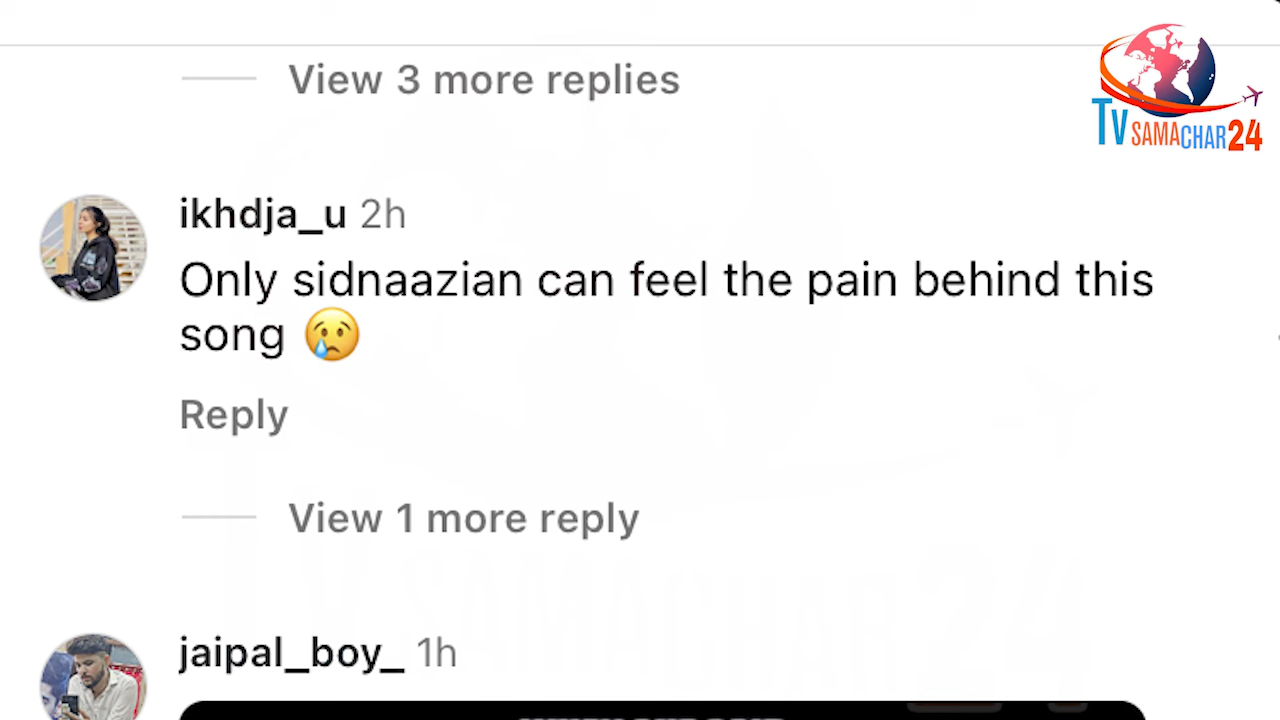 View 3 more replies
TV SAMACHAR24
ikhdja_u 2h
Only sidnaazian can feel the pain behind this
song 😢
Reply
View 1 more reply
jaipal_boy_ 1h